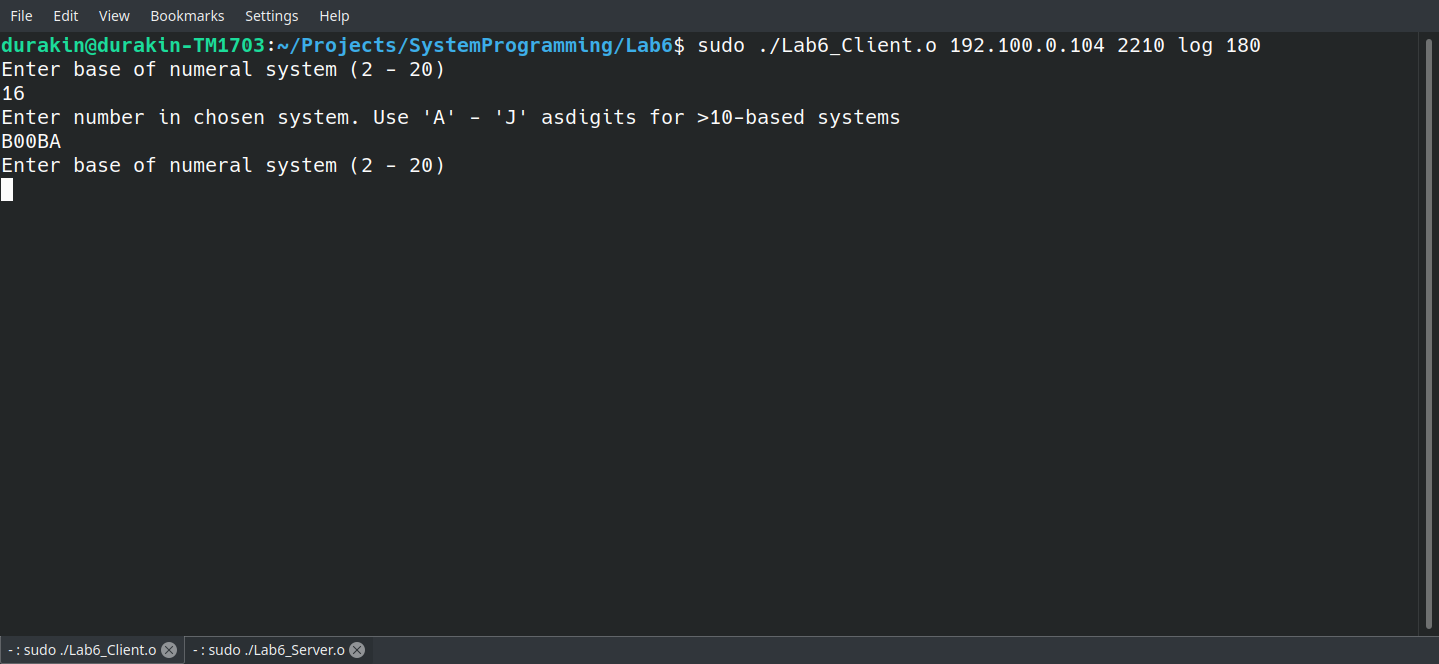 File Edit View Bookmarks Settings Help
durakin@durakin-TM1703:~/Projects/SystemProgramming/Lab6$ sudo ./Lab6_Client.o 192.100.0.104 2210 log 180
Enter base of numeral system (2 - 20)
16
Enter number in chosen system. Use 'A' - 'J' asdigits for >10-based systems
B00BA
Enter base of numeral system (2 - 20)
- : sudo ./Lab6_Client.o - : sudo ./Lab6_Server.o